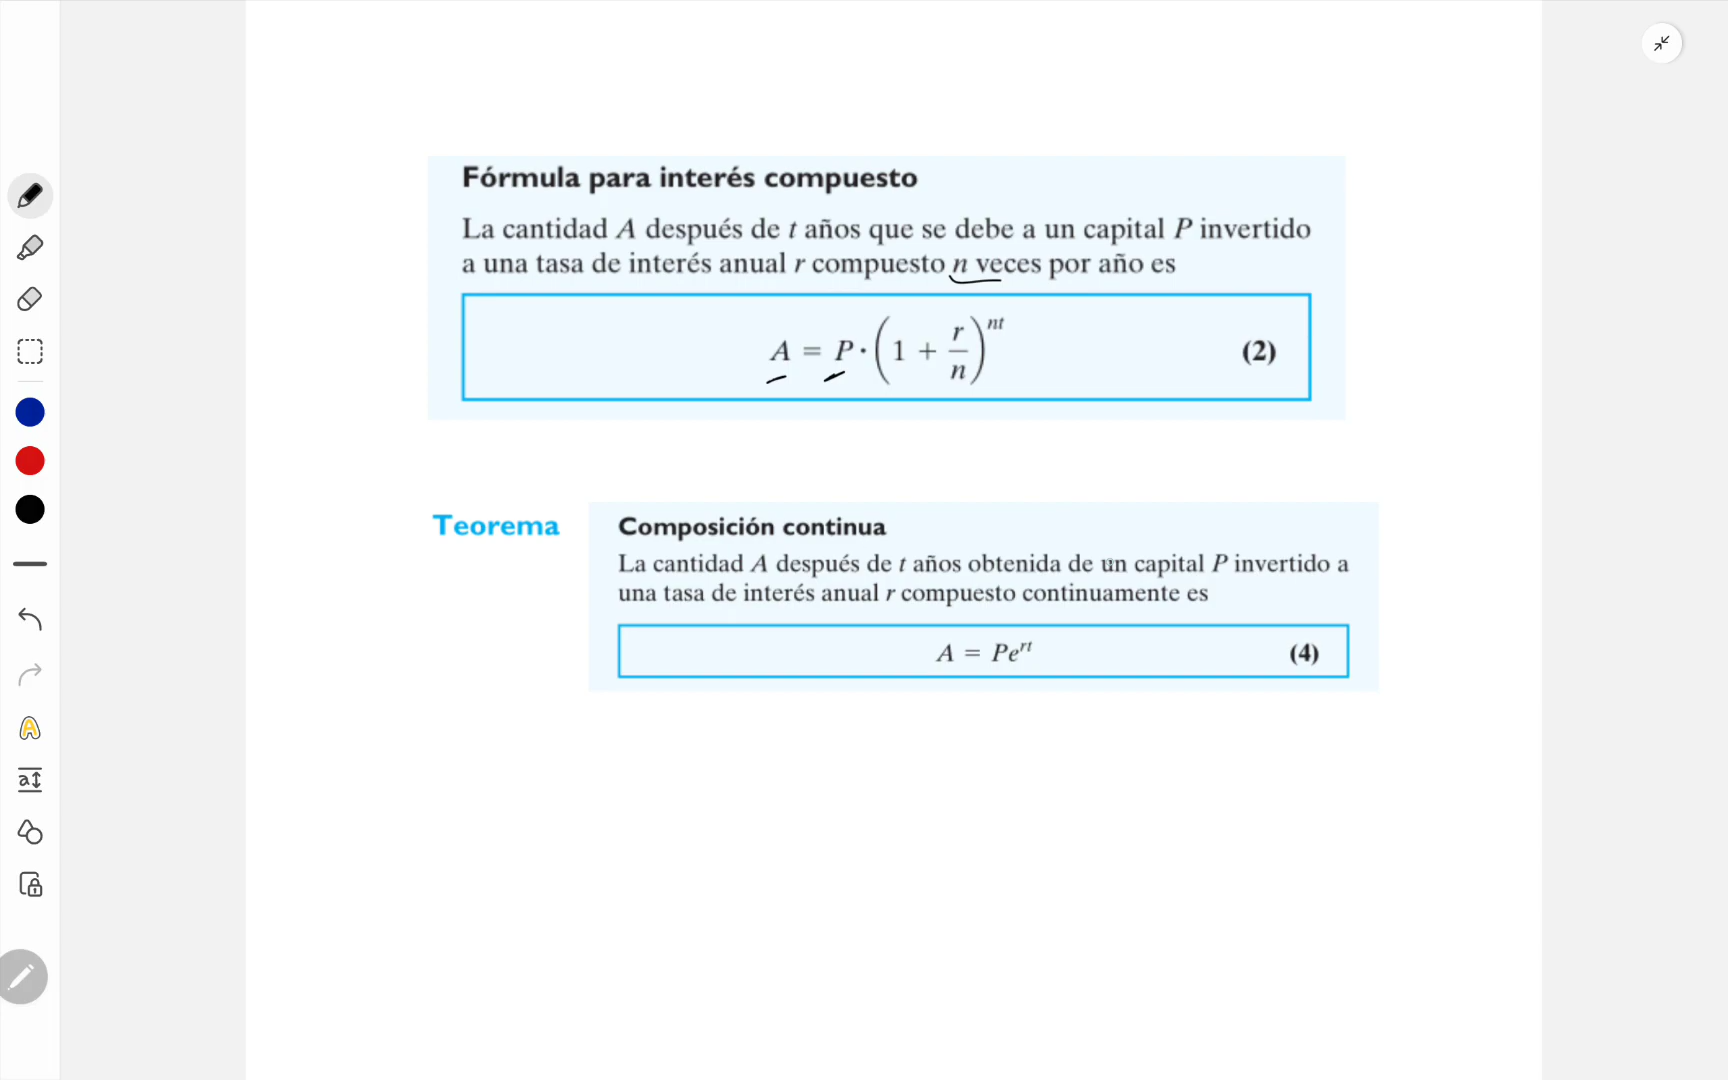 Fórmula para interés compuesto
La cantidad A después de t años que se debe a un capital P invertido
a una tasa de interés anual r compuesto n veces por año es
A = P · (1 + r/n)^nt (2)
Teorema
Composición continua
La cantidad A después de t años obtenida de un capital P invertido a
una tasa de interés anual r compuesto continuamente es
A = Pe^rt (4)
A
a